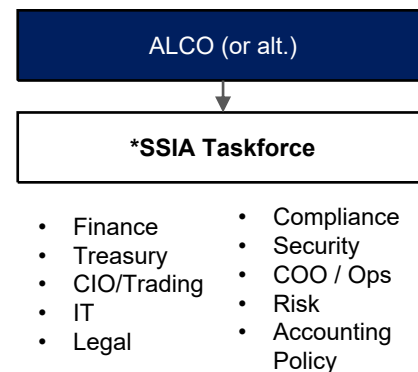 ALCO (or alt.)
*SSIA Taskforce
• Finance
• Treasury
• CIO/Trading
• IT
• Legal
• Compliance
• Security
• COO / Ops
• Risk
• Accounting
Policy